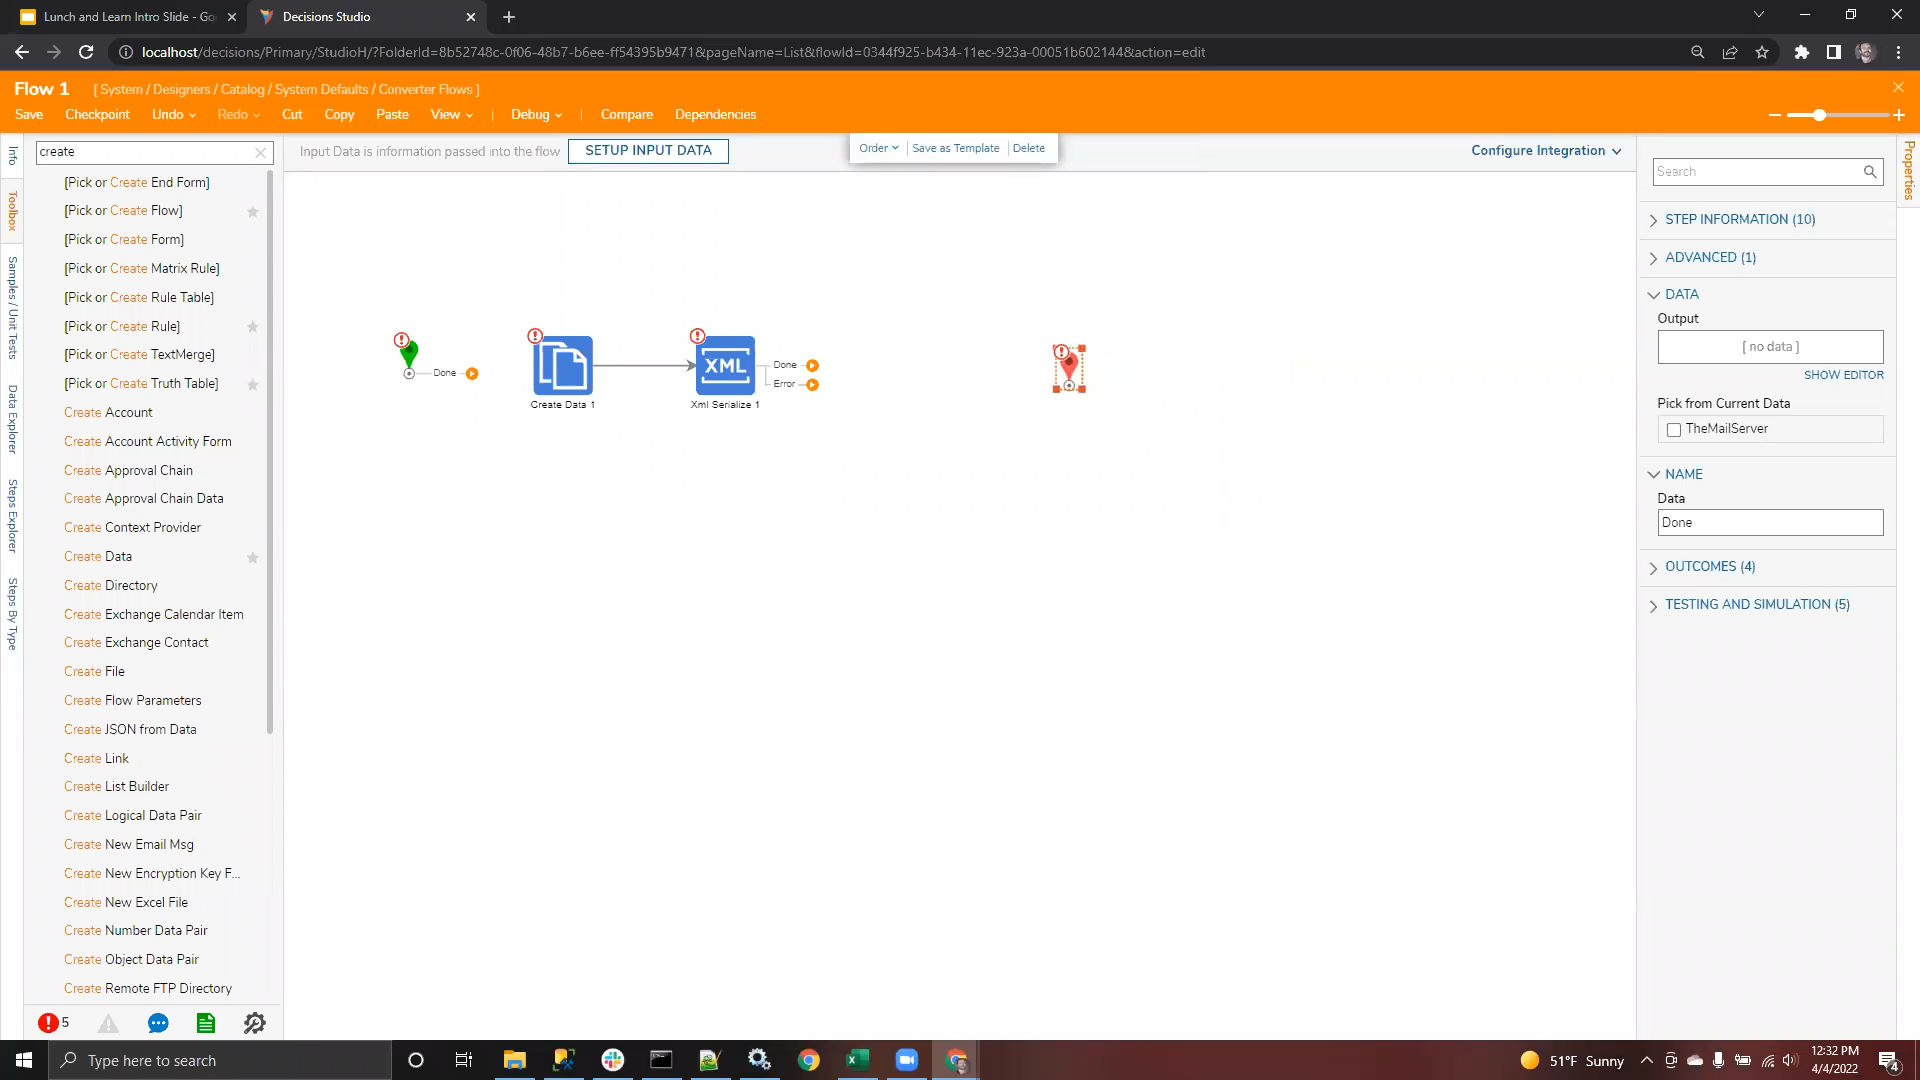 Lunch and Learn Intro Slide - Go
Decisions Studio
localhost/decisions/Primary/StudioH/?FolderId=8b52748c-0f06-48b7-b6ee-ff54395b9471&pageName=List&flowId=0344f925-b434-11ec-923a-00051b602144&action=edit
Flow 1 [ System / Designers / Catalog / System Defaults / Converter Flows ]
Save Checkpoint Undo Redo Cut Copy Paste View Debug Compare Dependencies
Info
Toolbox
Samples / Unit Tests
Data Explorer
Steps Explorer
Steps By Type
create
[Pick or Create End Form]
[Pick or Create Flow]
[Pick or Create Form]
[Pick or Create Matrix Rule]
[Pick or Create Rule Table]
[Pick or Create Rule]
[Pick or Create TextMerge]
[Pick or Create Truth Table]
Create Account
Create Account Activity Form
Create Approval Chain
Create Approval Chain Data
Create Context Provider
Create Data
Create Directory
Create Exchange Calendar Item
Create Exchange Contact
Create File
Create Flow Parameters
Create JSON from Data
Create Link
Create List Builder
Create Logical Data Pair
Create New Email Msg
Create New Encryption Key F...
Create New Excel File
Create Number Data Pair
Create Object Data Pair
Create Remote FTP Directory
5
Input Data is information passed into the flow
SETUP INPUT DATA
Order Save as Template Delete
Configure Integration
Done
Create Data 1
XML
Xml Serialize 1
Done
Error
Properties
Search
STEP INFORMATION (10)
ADVANCED (1)
DATA
Output
[ no data ]
SHOW EDITOR
Pick from Current Data
TheMailServer
NAME
Data
Done
OUTCOMES (4)
TESTING AND SIMULATION (5)
Type here to search
51°F Sunny
12:32 PM
4/4/2022
4